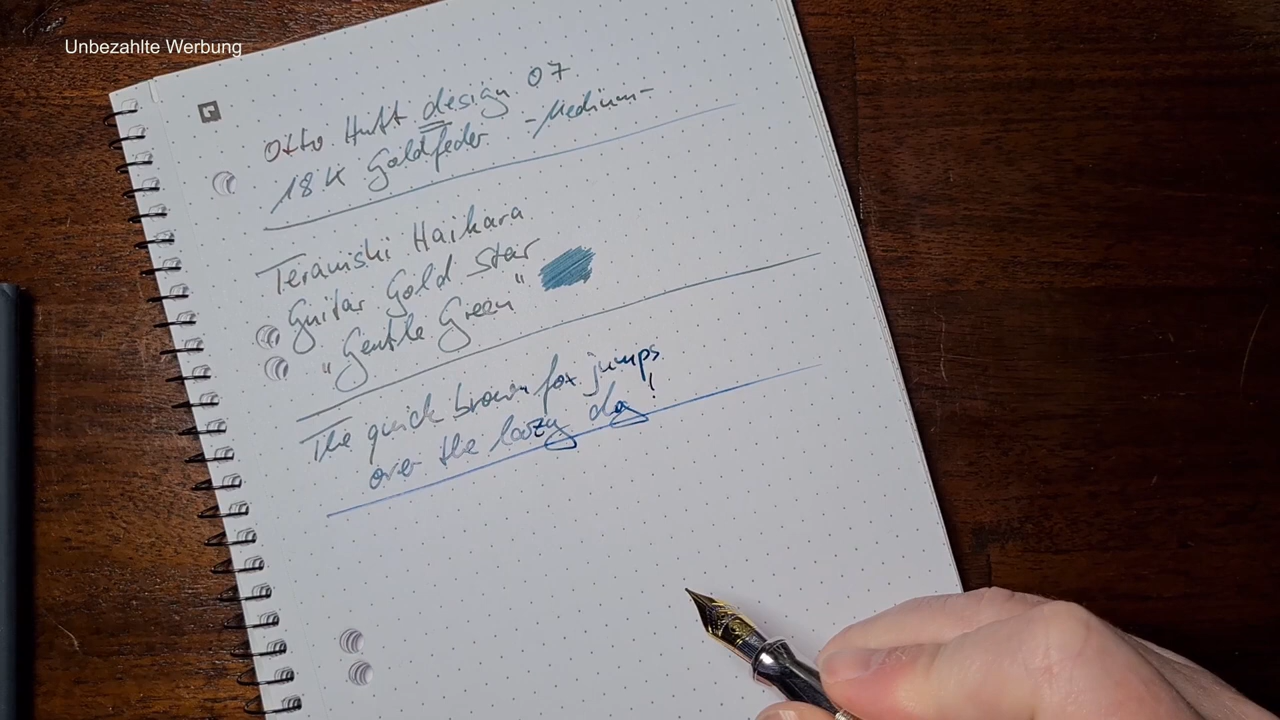 Unbezahlte Werbung
Otto Hutt design 07
18K Goldfeder - Medium -
Teranishi Haikara
Guitar Gold Star
"Gentle Green"
The quick brown fox jumps
over the lazy dog!